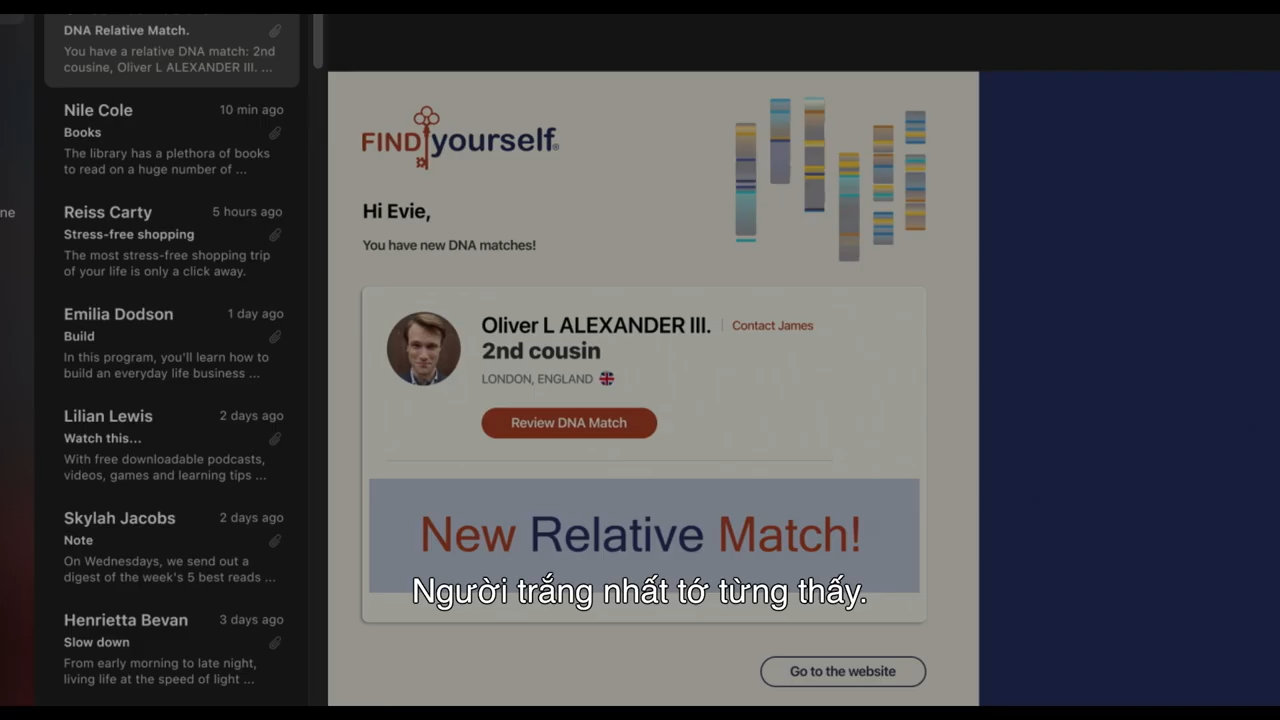 DNA Relative Match.
You have a relative DNA match: 2nd
cousine, Oliver L ALEXANDER III. ...
Nile Cole 10 min ago
Books
The library has a plethora of books
to read on a huge number of ...
ne
Reiss Carty 5 hours ago
Stress-free shopping
The most stress-free shopping trip
of your life is only a click away.
Emilia Dodson 1 day ago
Build
In this program, you'll learn how to
build an everyday life business ...
Lilian Lewis 2 days ago
Watch this...
With free downloadable podcasts,
videos, games and learning tips ...
Skylah Jacobs 2 days ago
Note
On Wednesdays, we send out a
digest of the week's 5 best reads ...
Henrietta Bevan 3 days ago
Slow down
From early morning to late night,
living life at the speed of light ...
FIND yourself®
Hi Evie,
You have new DNA matches!
Oliver L ALEXANDER III. | Contact James
2nd cousin
LONDON, ENGLAND
Review DNA Match
New Relative Match!
Người trắng nhất tớ từng thấy.
Go to the website